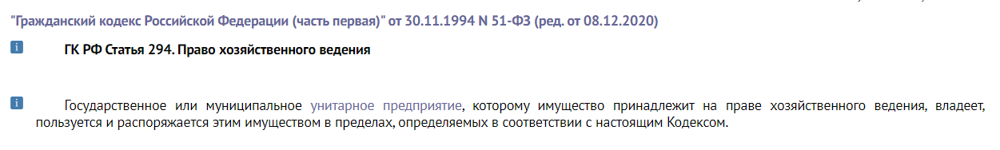 "Гражданский кодекс Российской Федерации (часть первая)" от 30.11.1994 N 51-ФЗ (ред. от 08.12.2020)
ГК РФ Статья 294. Право хозяйственного ведения
Государственное или муниципальное унитарное предприятие, которому имущество принадлежит на праве хозяйственного ведения, владеет,
пользуется и распоряжается этим имуществом в пределах, определяемых в соответствии с настоящим Кодексом.